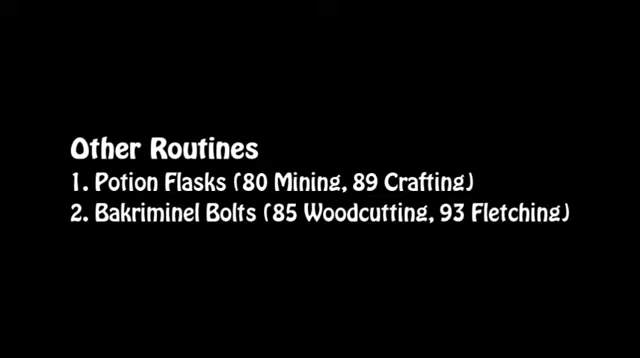 Other Routines
1. Potion Flasks (80 Mining, 89 Crafting)
2. Bakriminel Bolts (85 Woodcutting, 93 Fletching)